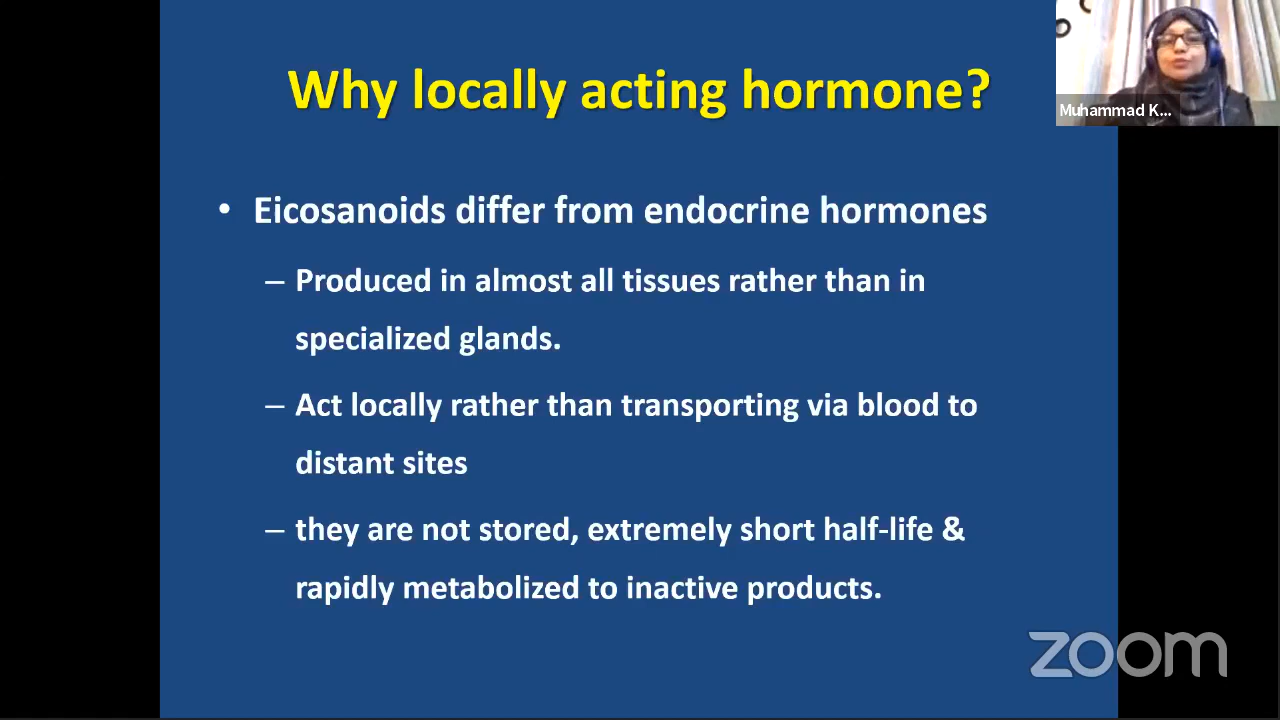 Why locally acting hormone?
Muhammad K...
• Eicosanoids differ from endocrine hormones
– Produced in almost all tissues rather than in
specialized glands.
– Act locally rather than transporting via blood to
distant sites
– they are not stored, extremely short half-life &
rapidly metabolized to inactive products.
zoom